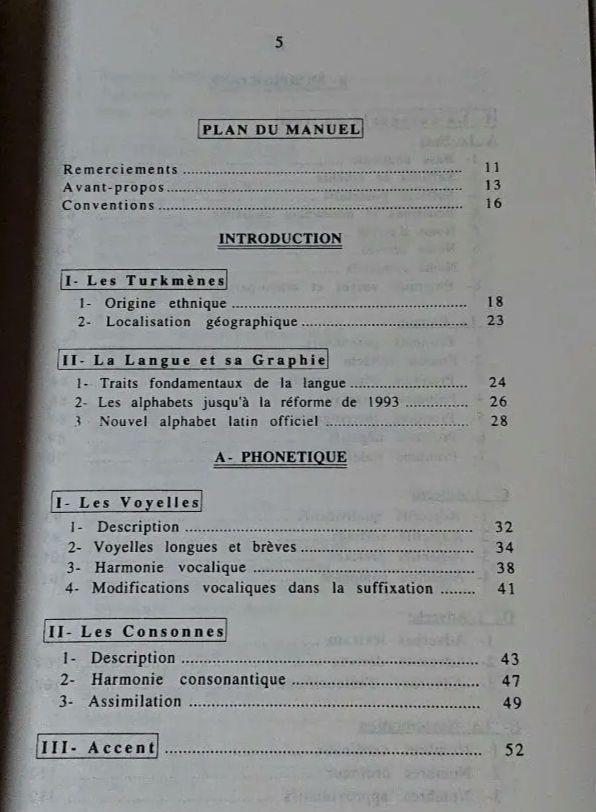 5
PLAN DU MANUEL
Remerciements ........................ 11
Avant-propos ........................ 13
Conventions ........................ 16
INTRODUCTION
I- Les Turkmènes
1- Origine ethnique ........................ 18
2- Localisation géographique ........................ 23
II- La Langue et sa Graphie
1- Traits fondamentaux de la langue ........................ 24
2- Les alphabets jusqu'à la réforme de 1993 .............. 26
3 Nouvel alphabet latin officiel ........................ 28
A- PHONETIQUE
I- Les Voyelles
1- Description ........................ 32
2- Voyelles longues et brèves ........................ 34
3- Harmonie vocalique ........................ 38
4- Modifications vocaliques dans la suffixation ........ 41
II- Les Consonnes
1- Description ........................ 43
2- Harmonie consonantique ........................ 47
3- Assimilation ........................ 49
III- Accent ........................ 52